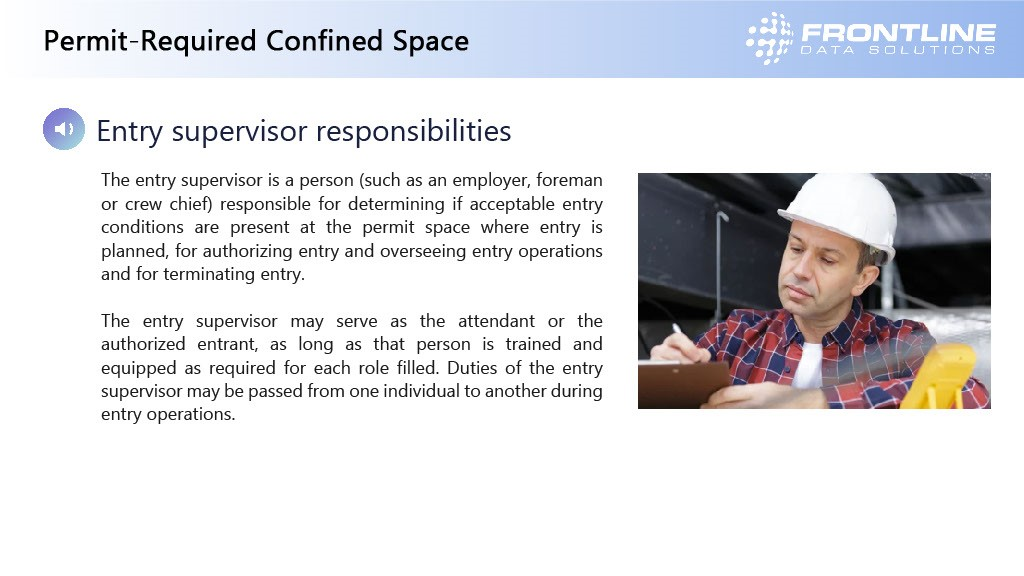 Permit-Required Confined Space
FRONTLINE
DATA SOLUTIONS
Entry supervisor responsibilities
The entry supervisor is a person (such as an employer, foreman
or crew chief) responsible for determining if acceptable entry
conditions are present at the permit space where entry is
planned, for authorizing entry and overseeing entry operations
and for terminating entry.
The entry supervisor may serve as the attendant or the
authorized entrant, as long as that person is trained and
equipped as required for each role filled. Duties of the entry
supervisor may be passed from one individual to another during
entry operations.